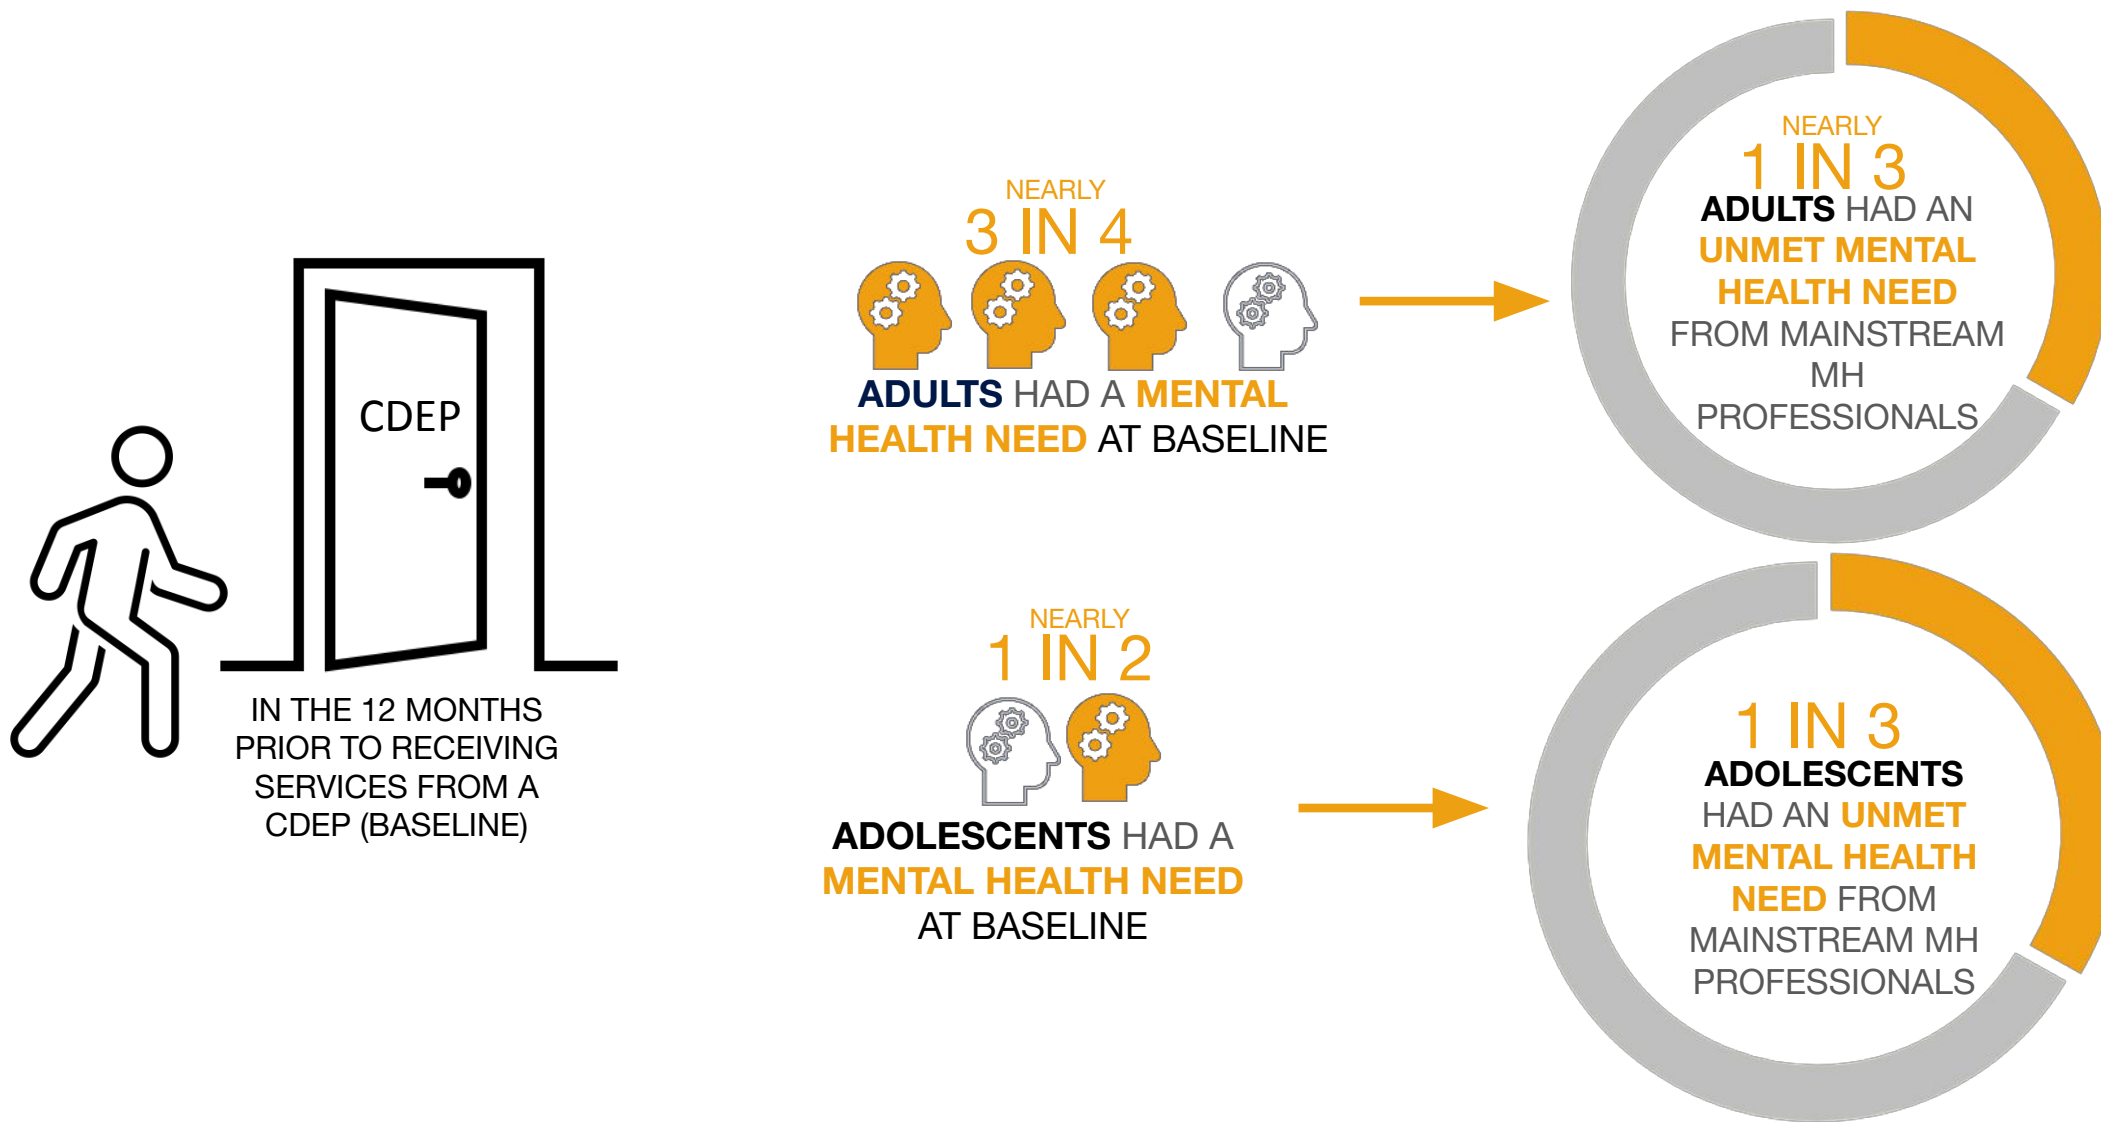 CDEP
IN THE 12 MONTHS
PRIOR TO RECEIVING
SERVICES FROM A
CDEP (BASELINE)
NEARLY
3 IN 4
ADULTS HAD A MENTAL
HEALTH NEED AT BASELINE
NEARLY
1 IN 3
ADULTS HAD AN
UNMET MENTAL
HEALTH NEED
FROM MAINSTREAM
MH
PROFESSIONALS
NEARLY
1 IN 2
ADOLESCENTS HAD A
MENTAL HEALTH NEED
AT BASELINE
1 IN 3
ADOLESCENTS
HAD AN UNMET
MENTAL HEALTH
NEED FROM
MAINSTREAM MH
PROFESSIONALS